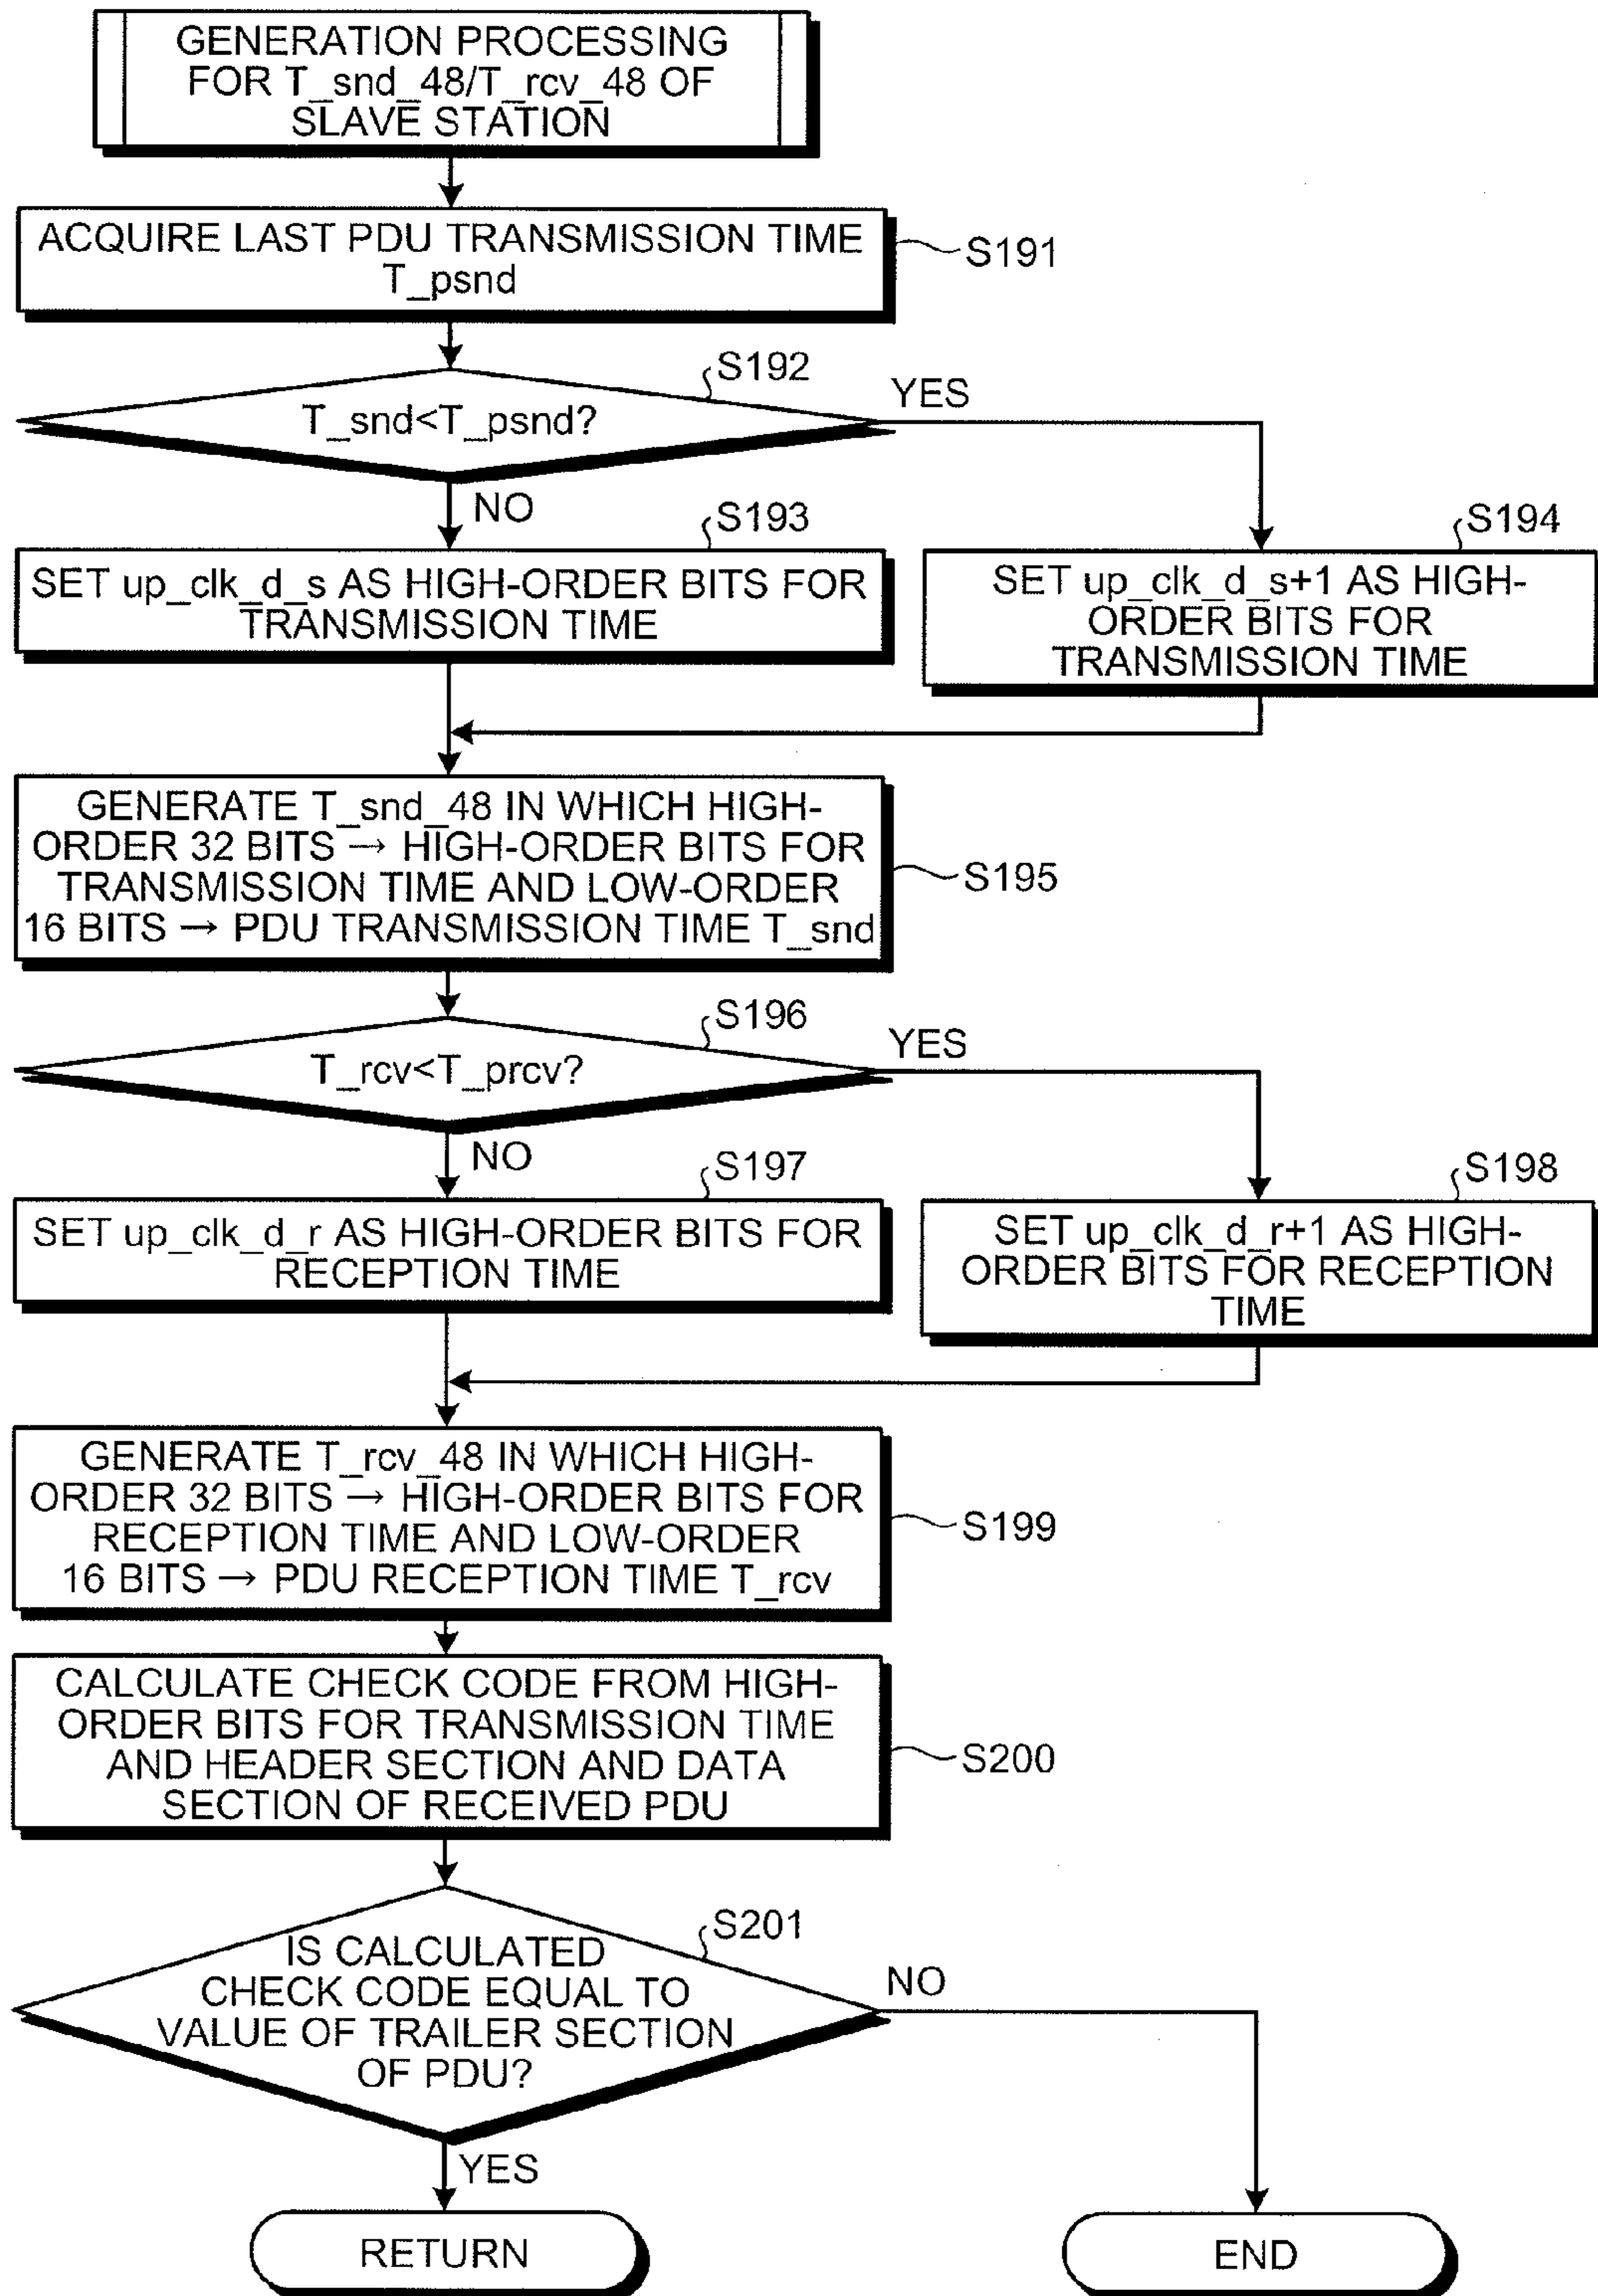 GENERATION PROCESSING
FOR T_snd_48/T_rcv_48 OF
SLAVE STATION
ACQUIRE LAST PDU TRANSMISSION TIME
T_psnd
S191
S192
T_snd<T_psnd?
YES
NO
S193
SET up_clk_d_s AS HIGH-ORDER BITS FOR
TRANSMISSION TIME
S194
SET up_clk_d_s+1 AS HIGH-
ORDER BITS FOR
TRANSMISSION TIME
GENERATE T_snd_48 IN WHICH HIGH-
ORDER 32 BITS → HIGH-ORDER BITS FOR
TRANSMISSION TIME AND LOW-ORDER
16 BITS → PDU TRANSMISSION TIME T_snd
S195
S196
T_rcv<T_prcv?
YES
NO
S197
SET up_clk_d_r AS HIGH-ORDER BITS FOR
RECEPTION TIME
S198
SET up_clk_d_r+1 AS HIGH-
ORDER BITS FOR RECEPTION
TIME
GENERATE T_rcv_48 IN WHICH HIGH-
ORDER 32 BITS → HIGH-ORDER BITS FOR
RECEPTION TIME AND LOW-ORDER
16 BITS → PDU RECEPTION TIME T_rcv
S199
CALCULATE CHECK CODE FROM HIGH-
ORDER BITS FOR TRANSMISSION TIME
AND HEADER SECTION AND DATA
SECTION OF RECEIVED PDU
S200
S201
IS CALCULATED
CHECK CODE EQUAL TO
VALUE OF TRAILER SECTION
OF PDU?
NO
YES
RETURN
END